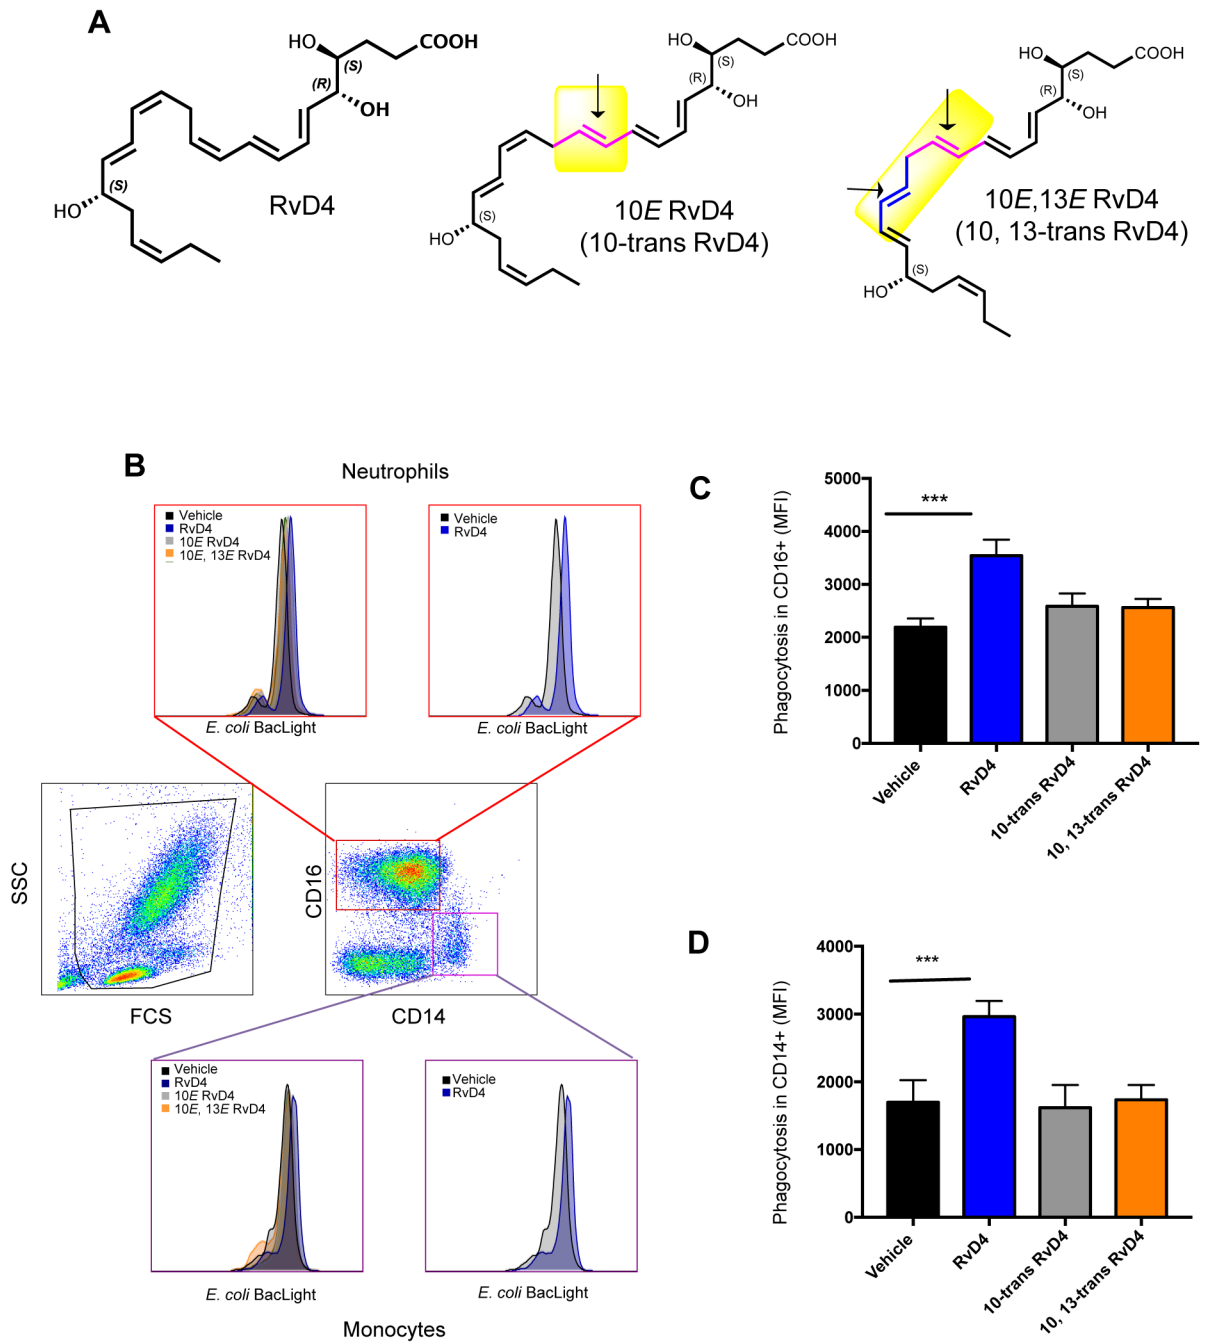 A
HO
(S)
COOH
(R)
OH
(S)
HO
RvD4
HO
(S)
COOH
(R)
OH
(S)
HO
10E RvD4
(10-trans RvD4)
HO
(S)
COOH
(R)
OH
(S)
HO
10E,13E RvD4
(10, 13-trans RvD4)
B
Neutrophils
Vehicle
RvD4
10E RvD4
10E, 13E RvD4
E. coli BacLight
Vehicle
RvD4
E. coli BacLight
SSC
FCS
CD16
CD14
Vehicle
RvD4
10E RvD4
10E, 13E RvD4
E. coli BacLight
Vehicle
RvD4
E. coli BacLight
Monocytes
C
Phagocytosis in CD16+ (MFI)
5000
4000
3000
2000
1000
0
***
Vehicle
RvD4
10-trans RvD4
10, 13-trans RvD4
D
Phagocytosis in CD14+ (MFI)
4000
3000
2000
1000
0
***
Vehicle
RvD4
10-trans RvD4
10, 13-trans RvD4